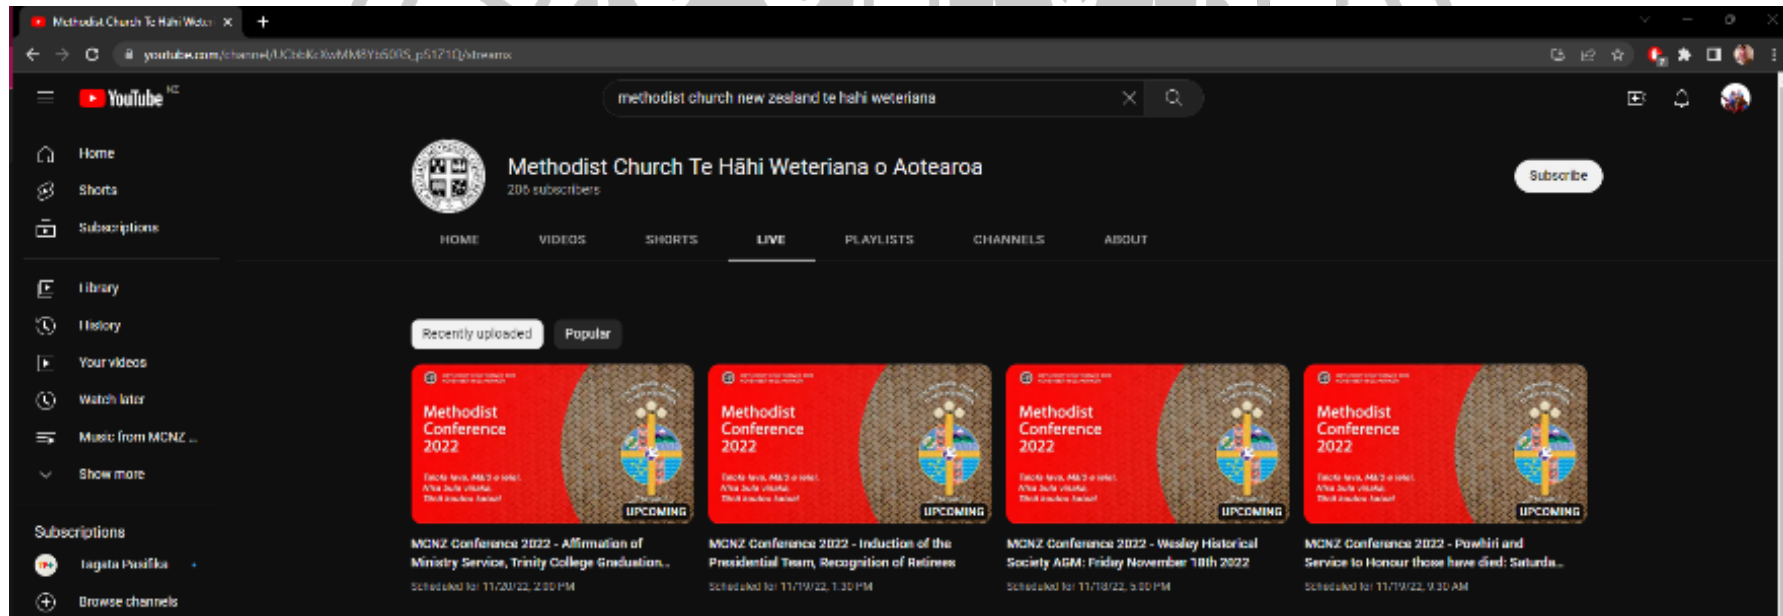 Methodist Church Te Hāhi Weteri
youtube.com/channel/
YouTube NZ
methodist church new zealand te hahi weteriana
Home
Shorts
Subscriptions
Library
History
Your videos
Watch later
Music from MCNZ ...
Show more
Subscriptions
Tagata Pasifika
Browse channels
Methodist Church Te Hāhi Weteriana o Aotearoa
206 subscribers
Subscribe
HOME VIDEOS SHORTS LIVE PLAYLISTS CHANNELS ABOUT
Recently uploaded Popular
Methodist
Conference
2022
UPCOMING
MCNZ Conference 2022 - Affirmation of
Ministry Service, Trinity College Graduation...
Scheduled for 11/20/22, 2:00 PM
Methodist
Conference
2022
UPCOMING
MCNZ Conference 2022 - Induction of the
Presidential Team, Recognition of Retirees
Scheduled for 11/19/22, 1:30 PM
Methodist
Conference
2022
UPCOMING
MCNZ Conference 2022 - Wesley Historical
Society AGM: Friday November 18th 2022
Scheduled for 11/18/22, 5:00 PM
Methodist
Conference
2022
UPCOMING
MCNZ Conference 2022 - Powhiri and
Service to Honour those have died: Saturda...
Scheduled for 11/19/22, 9:30 AM